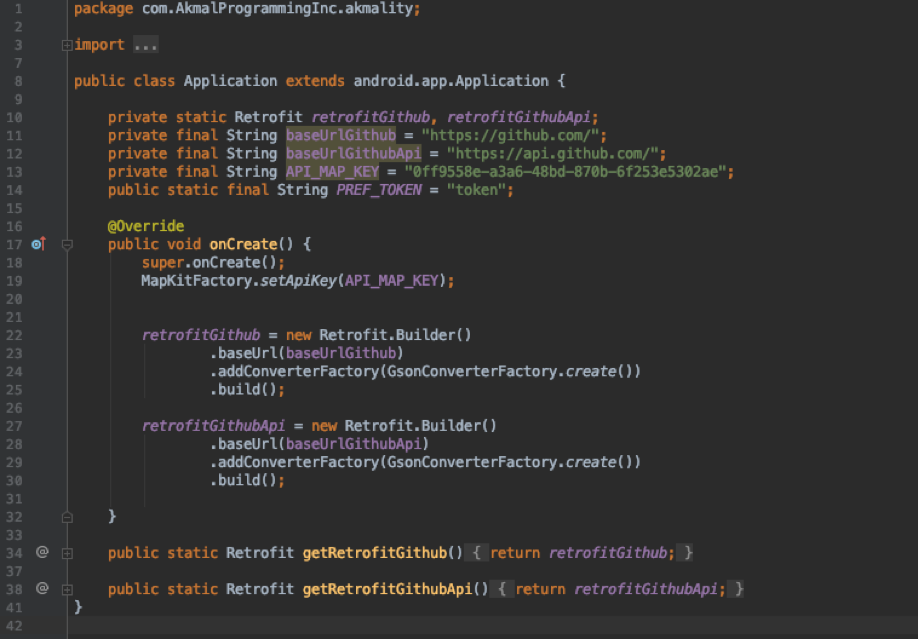 1 package com.AkmalProgrammingInc.akmality;
2
3 import ...
7
8 public class Application extends android.app.Application {
9
10 private static Retrofit retrofitGithub, retrofitGithubApi;
11 private final String baseUrlGithub = "https://github.com/";
12 private final String baseUrlGithubApi = "https://api.github.com/";
13 private final String API_MAP_KEY = "0ff9558e-a3a6-48bd-870b-6f253e5302ae";
14 public static final String PREF_TOKEN = "token";
15
16 @Override
17 public void onCreate() {
18 super.onCreate();
19 MapKitFactory.setApiKey(API_MAP_KEY);
20
21
22 retrofitGithub = new Retrofit.Builder()
23 .baseUrl(baseUrlGithub)
24 .addConverterFactory(GsonConverterFactory.create())
25 .build();
26
27 retrofitGithubApi = new Retrofit.Builder()
28 .baseUrl(baseUrlGithubApi)
29 .addConverterFactory(GsonConverterFactory.create())
30 .build();
31
32 }
33
34 @ public static Retrofit getRetrofitGithub() { return retrofitGithub; }
37
38 @ public static Retrofit getRetrofitGithubApi() { return retrofitGithubApi; }
41 }
42